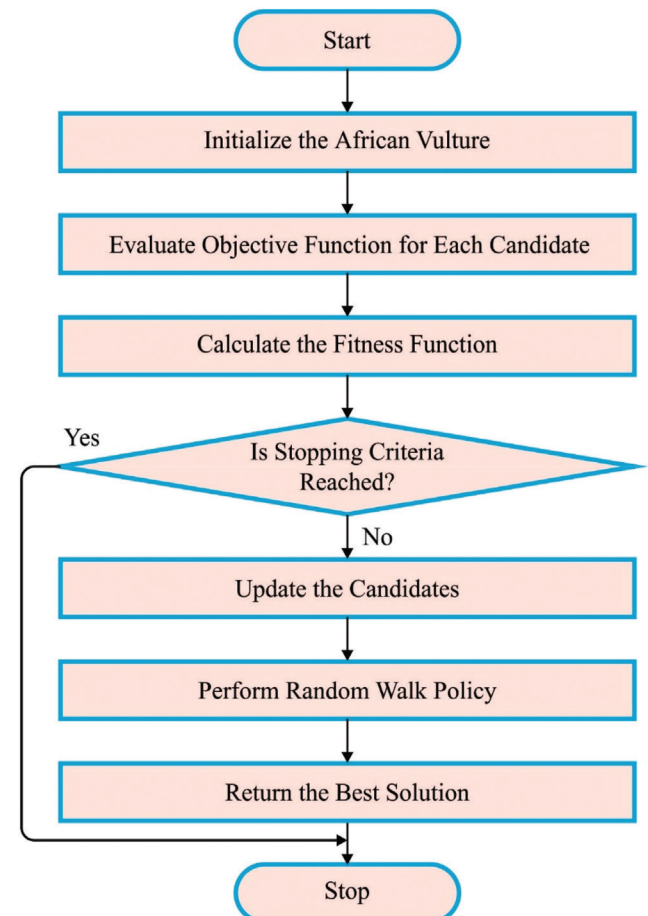 Start
Initialize the African Vulture
Evaluate Objective Function for Each Candidate
Calculate the Fitness Function
Yes
Is Stopping Criteria
Reached?
No
Update the Candidates
Perform Random Walk Policy
Return the Best Solution
Stop